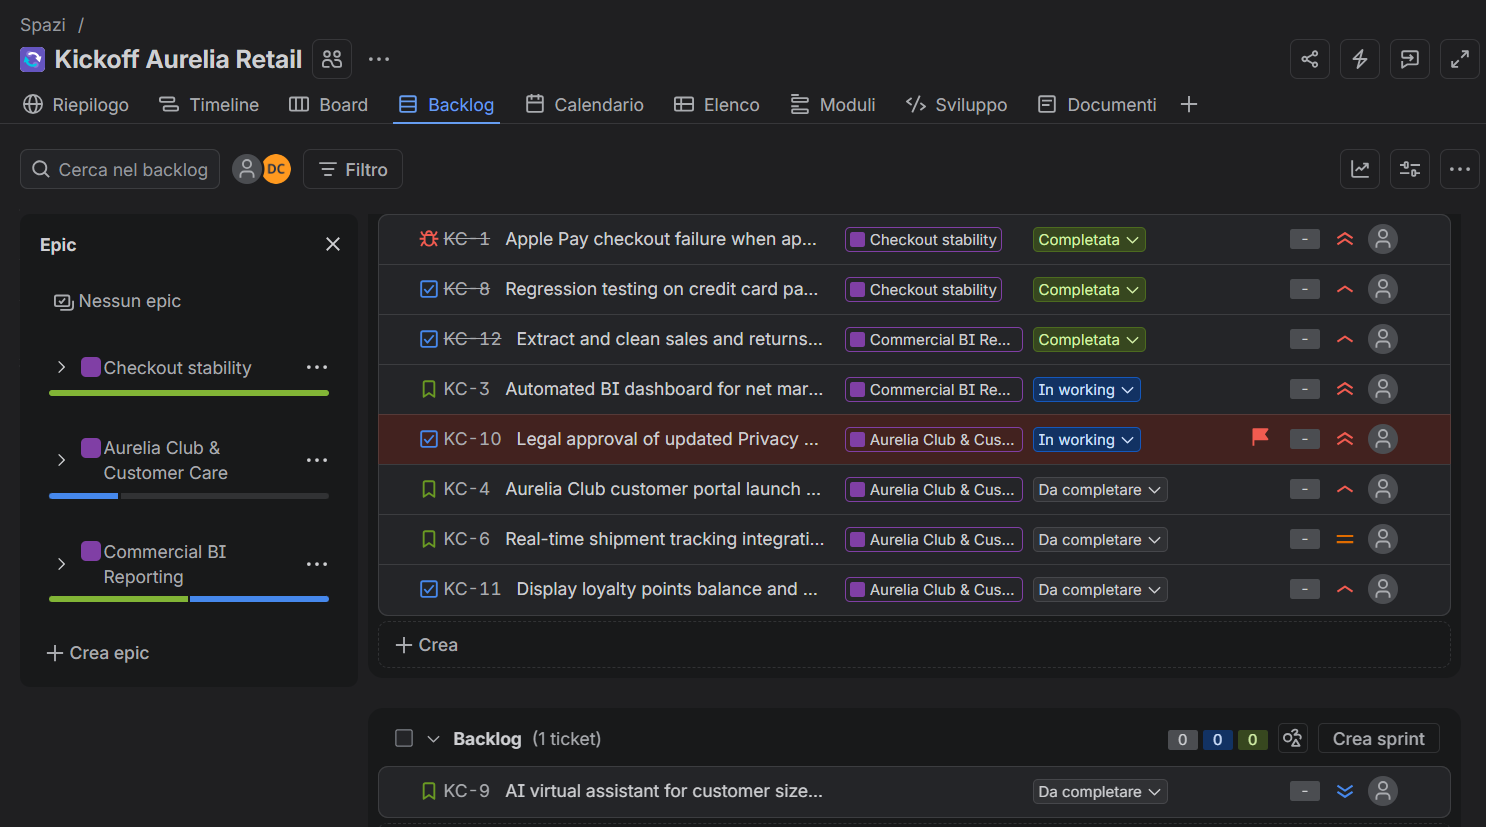 Spazi /
Kickoff Aurelia Retail
Riepilogo Timeline Board Backlog Calendario Elenco Moduli Sviluppo Documenti
Cerca nel backlog DC Filtro
Epic
Nessun epic
Checkout stability
Aurelia Club &
Customer Care
Commercial BI
Reporting
Crea epic
KC-1 Apple Pay checkout failure when ap... Checkout stability Completata -
KC-8 Regression testing on credit card pa... Checkout stability Completata -
KC-12 Extract and clean sales and returns... Commercial BI Re... Completata -
KC-3 Automated BI dashboard for net mar... Commercial BI Re... In working -
KC-10 Legal approval of updated Privacy ... Aurelia Club & Cus... In working -
KC-4 Aurelia Club customer portal launch ... Aurelia Club & Cus... Da completare -
KC-6 Real-time shipment tracking integrati... Aurelia Club & Cus... Da completare -
KC-11 Display loyalty points balance and ... Aurelia Club & Cus... Da completare -
Crea
Backlog (1 ticket) 0 0 0 Crea sprint
KC-9 AI virtual assistant for customer size... Da completare -